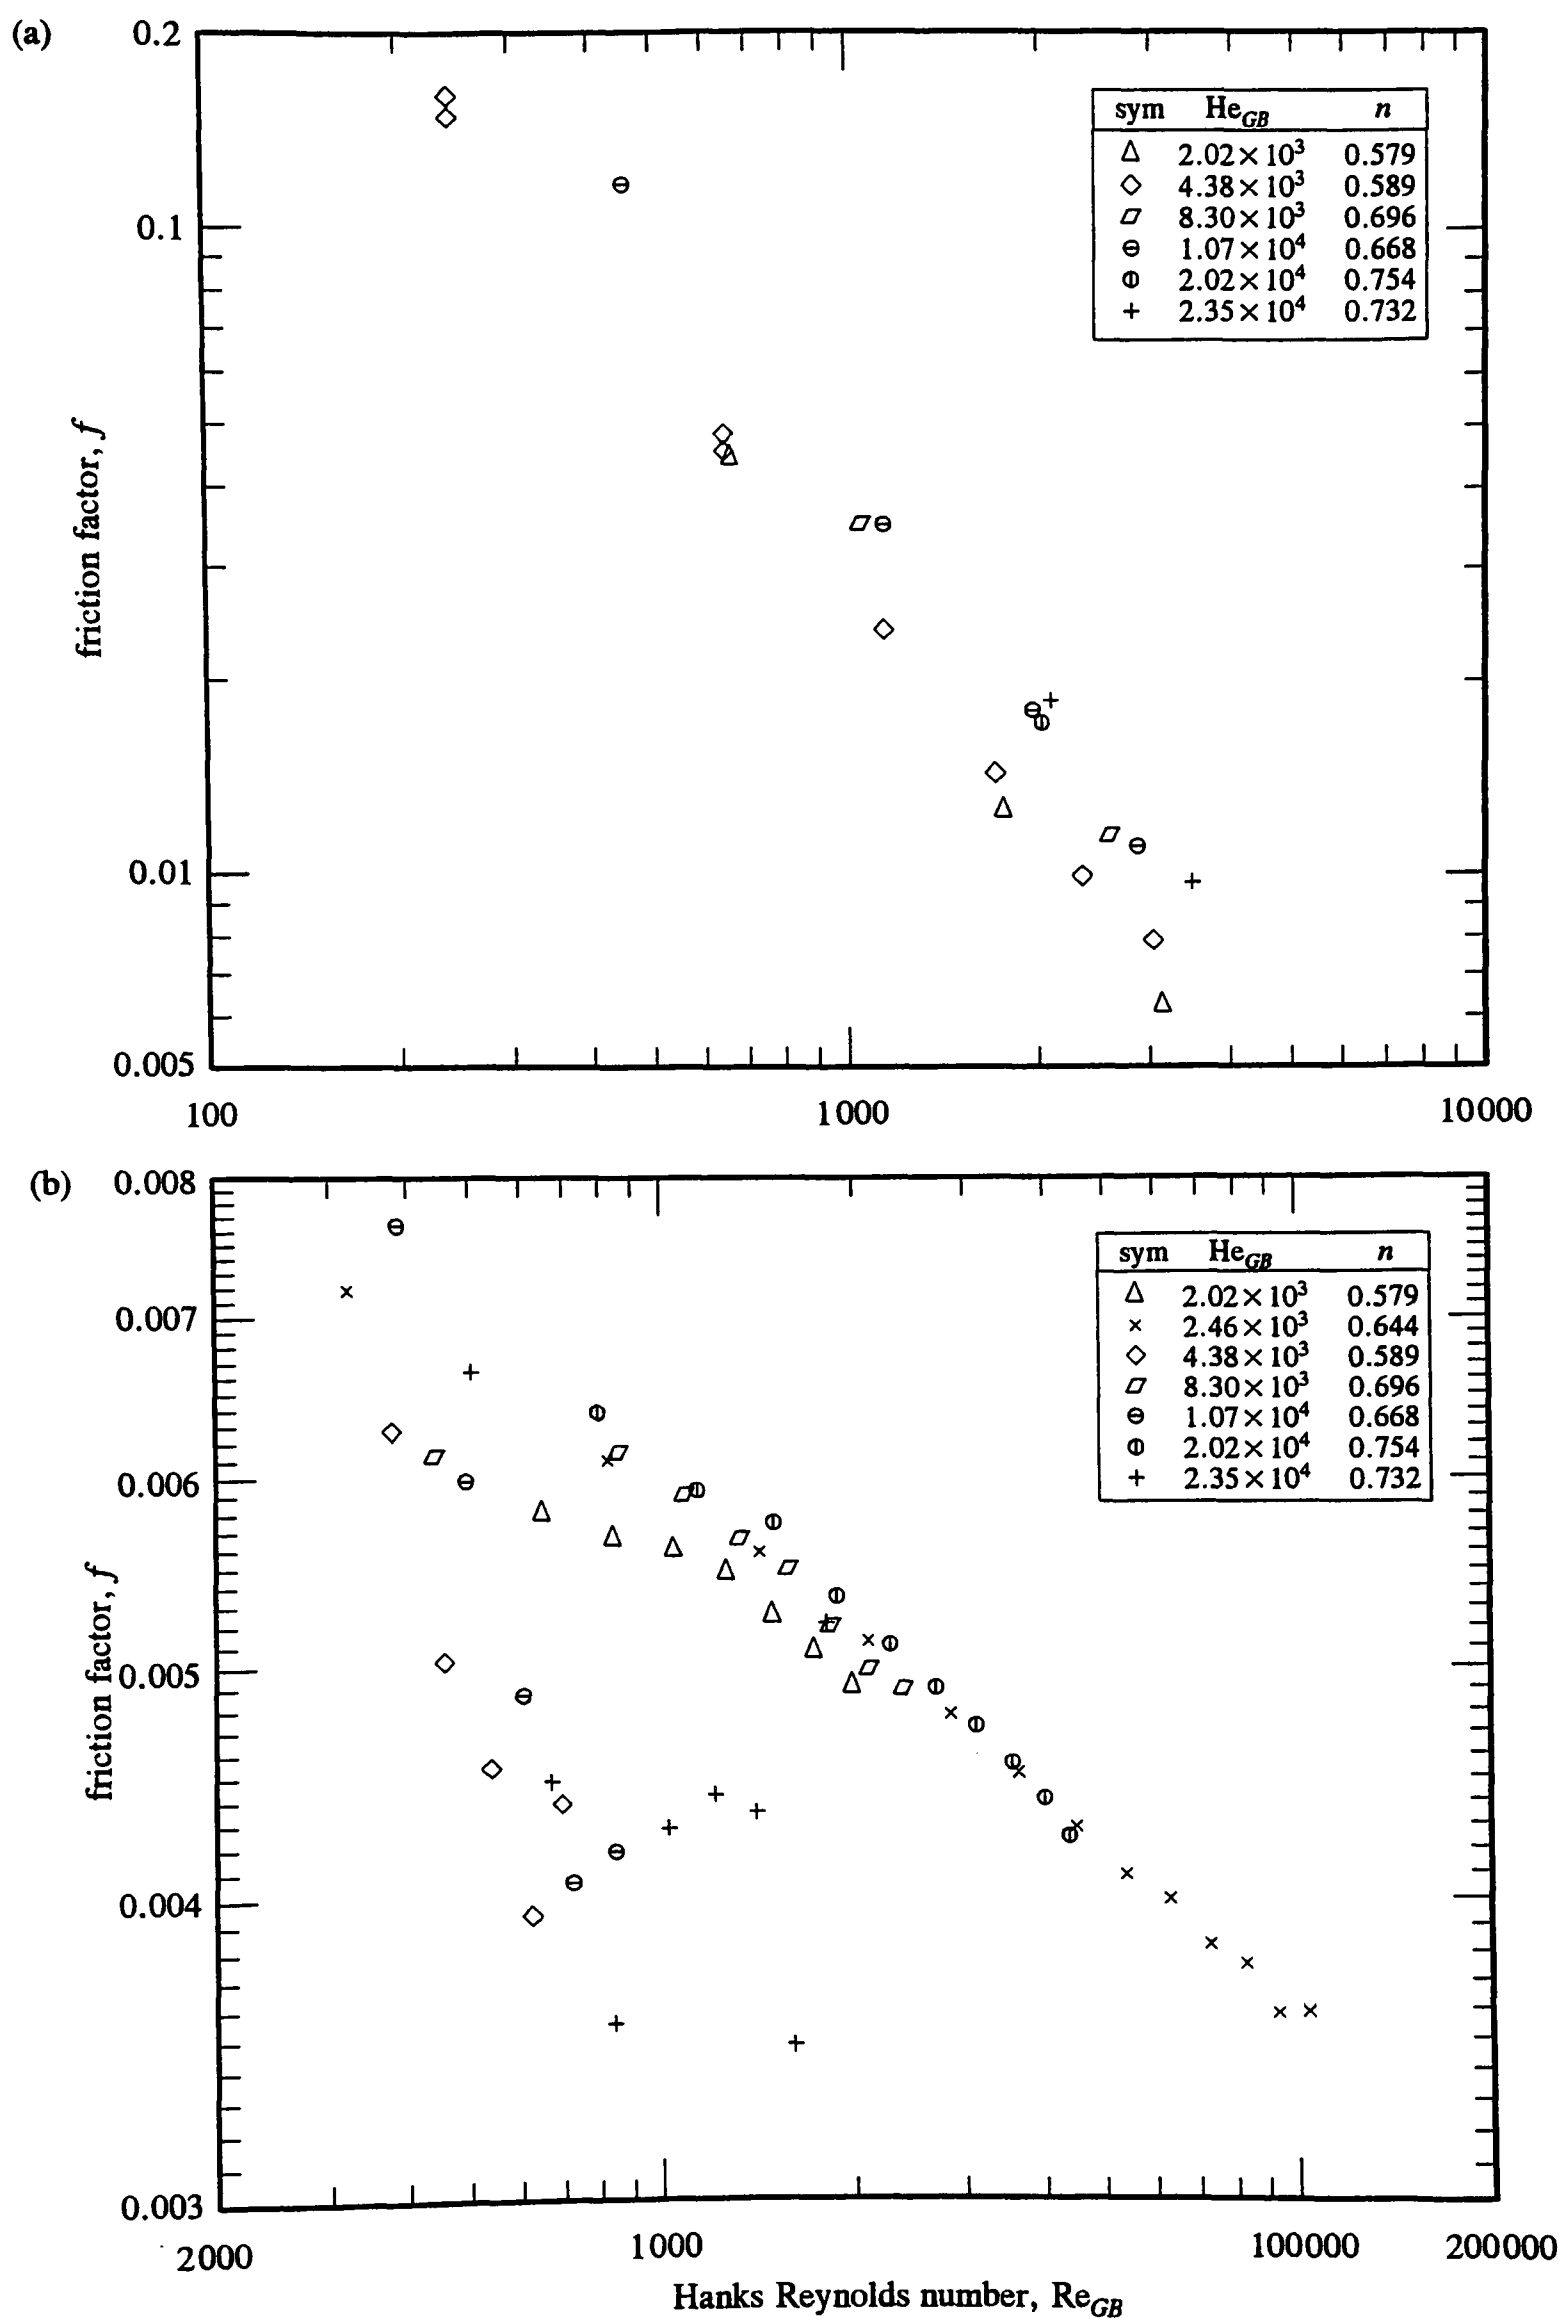 (a)
0.2
0.1
0.01
0.005
friction factor, f
sym He_GB n
△ 2.02×10³ 0.579
◇ 4.38×10³ 0.589
▱ 8.30×10³ 0.696
⊖ 1.07×10⁴ 0.668
⦶ 2.02×10⁴ 0.754
+ 2.35×10⁴ 0.732
100 1000 10000
(b)
0.008
0.007
0.006
0.005
0.004
0.003
friction factor, f
sym He_GB n
△ 2.02×10³ 0.579
× 2.46×10³ 0.644
◇ 4.38×10³ 0.589
▱ 8.30×10³ 0.696
⊖ 1.07×10⁴ 0.668
⦶ 2.02×10⁴ 0.754
+ 2.35×10⁴ 0.732
2000 1000 100000 200000
Hanks Reynolds number, Re_GB